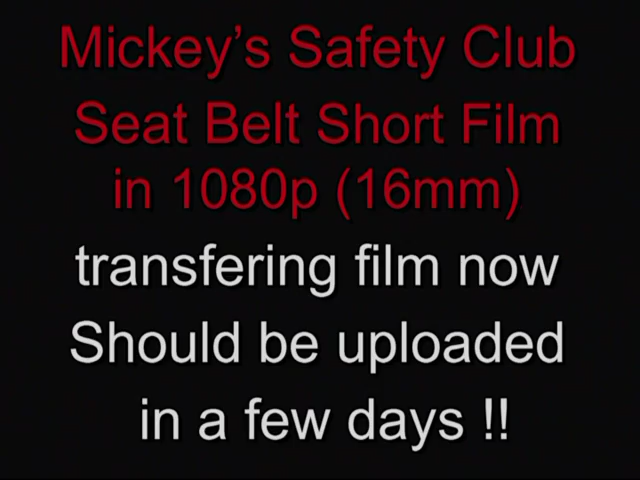 Mickey’s Safety Club
Seat Belt Short Film
in 1080p (16mm)
transfering film now
Should be uploaded
in a few days !!